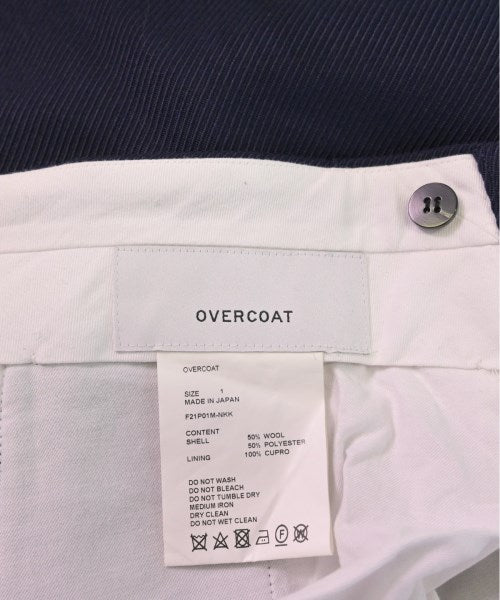 OVERCOAT
OVERCOAT
SIZE 1
MADE IN JAPAN
F21P01M-NKK
CONTENT
SHELL 50% WOOL
50% POLYESTER
LINING 100% CUPRO
DO NOT WASH
DO NOT BLEACH
DO NOT TUMBLE DRY
MEDIUM IRON
DRY CLEAN
DO NOT WET CLEAN